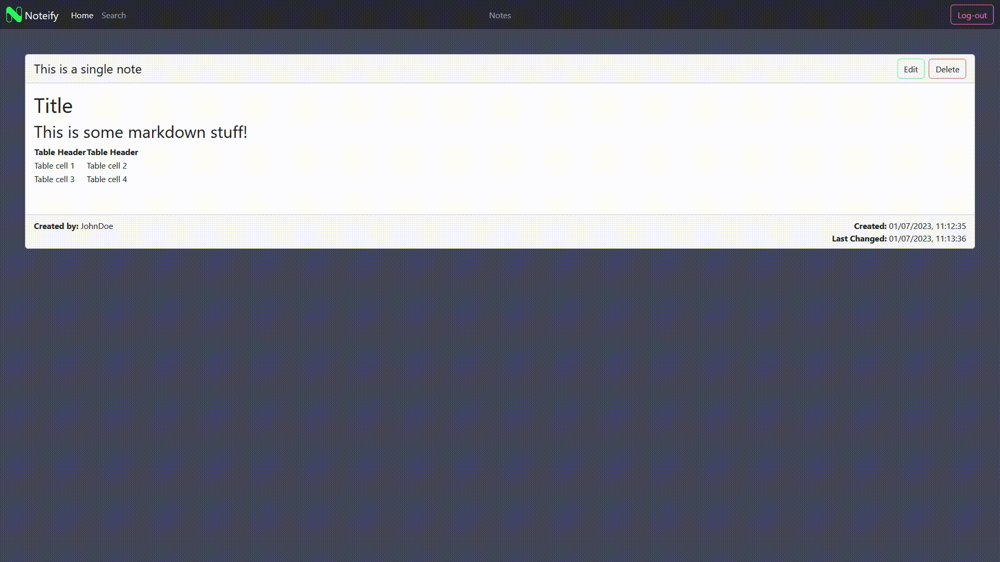 Noteify Home Search Notes Log-out
This is a single note Edit Delete
Title
This is some markdown stuff!
Table Header Table Header
Table cell 1 Table cell 2
Table cell 3 Table cell 4
Created by: JohnDoe Created: 01/07/2023, 11:12:35
Last Changed: 01/07/2023, 11:13:36